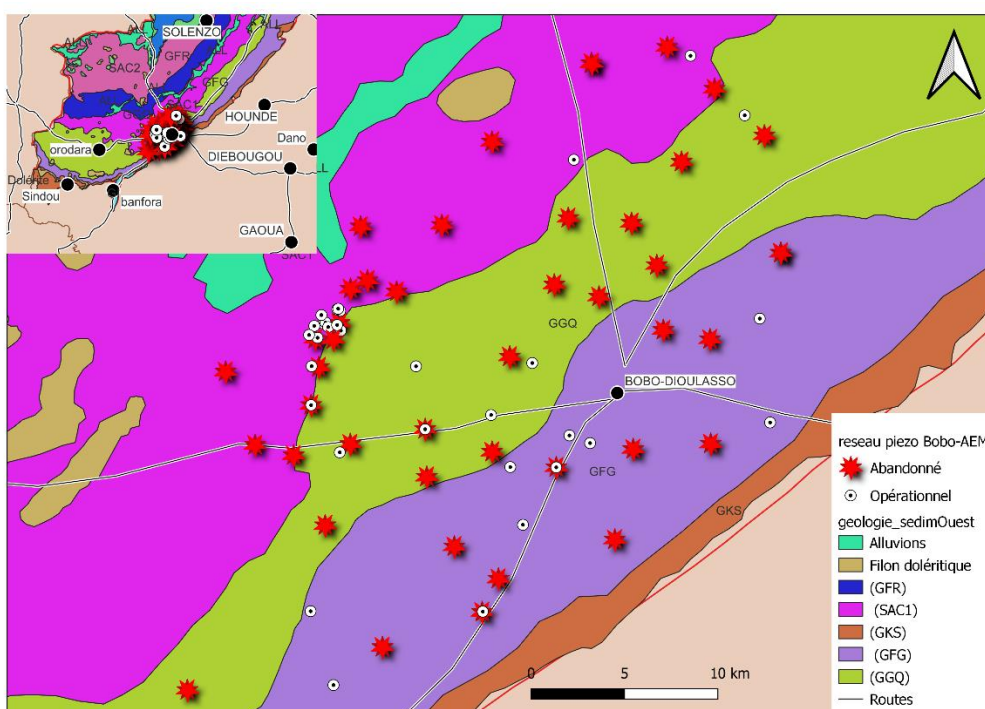 SOLENZO
GFR
SAC2
GFG
SAC1
HOUNDE
orodara
Dano
DIEBOUGOU
Dolérite
Sindou
banfora
GAOUA
SAC1
GGQ
BOBO-DIOULASSO
GFG
GKS
reseau piezo Bobo-AEM
Abandonné
Opérationnel
geologie_sedimOuest
Alluvions
Filon doléritique
(GFR)
(SAC1)
(GKS)
(GFG)
(GGQ)
Routes
0 5 10 km